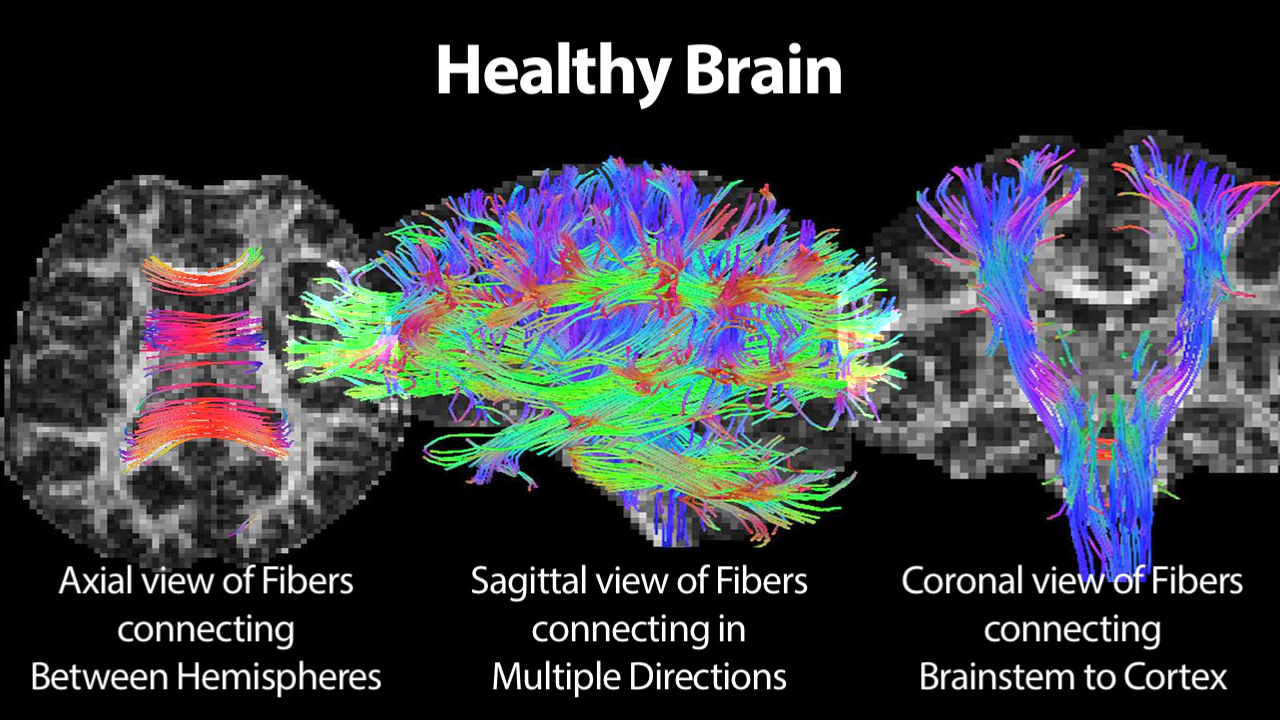 Healthy Brain
Axial view of Fibers
connecting
Between Hemispheres
Sagittal view of Fibers
connecting in
Multiple Directions
Coronal view of Fibers
connecting
Brainstem to Cortex